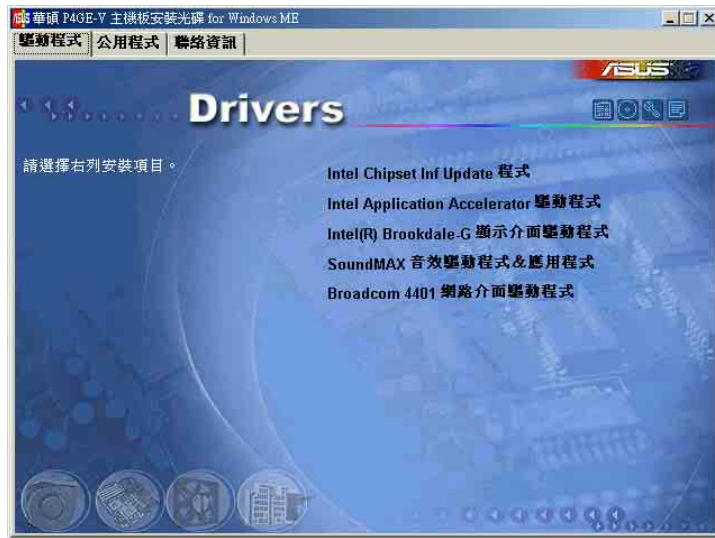 華碩 P4GE-V 主機板安裝光碟 for Windows ME
驅動程式 公用程式 聯絡資訊
ASUS
Drivers
請選擇右列安裝項目。
Intel Chipset Inf Update 程式
Intel Application Accelerator 驅動程式
Intel(R) Brookdale-G 顯示介面驅動程式
SoundMAX 音效驅動程式&應用程式
Broadcom 4401 網路介面驅動程式